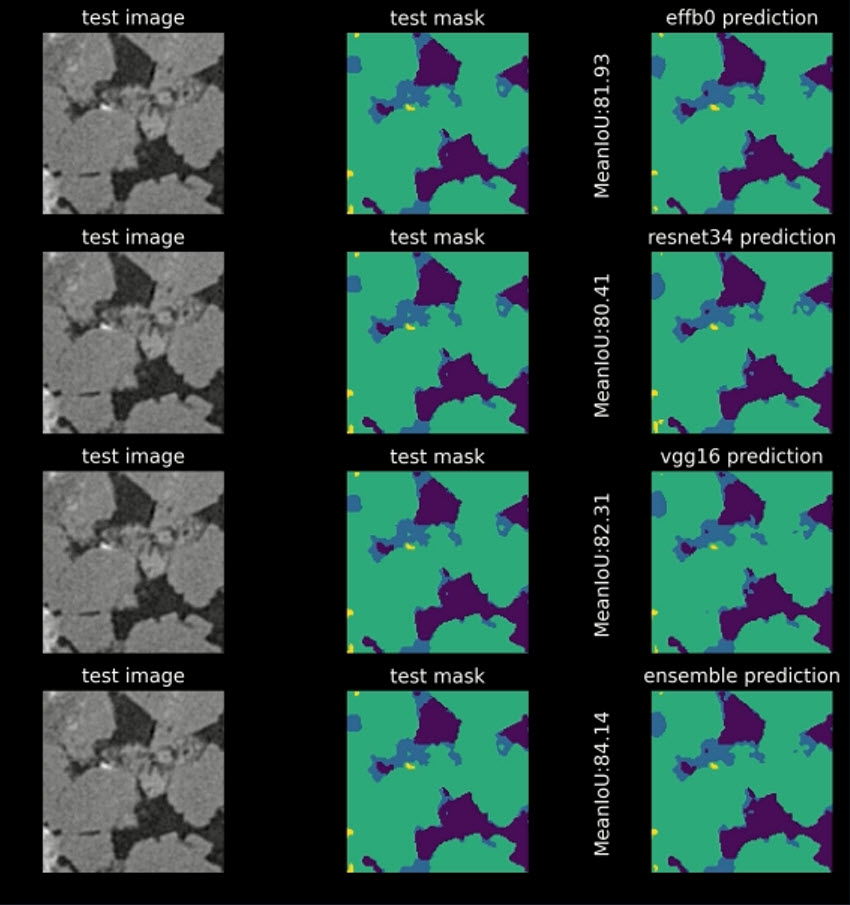 test image
test mask
effb0 prediction
MeanIoU:81.93
test image
test mask
resnet34 prediction
MeanIoU:80.41
test image
test mask
vgg16 prediction
MeanIoU:82.31
test image
test mask
ensemble prediction
MeanIoU:84.14